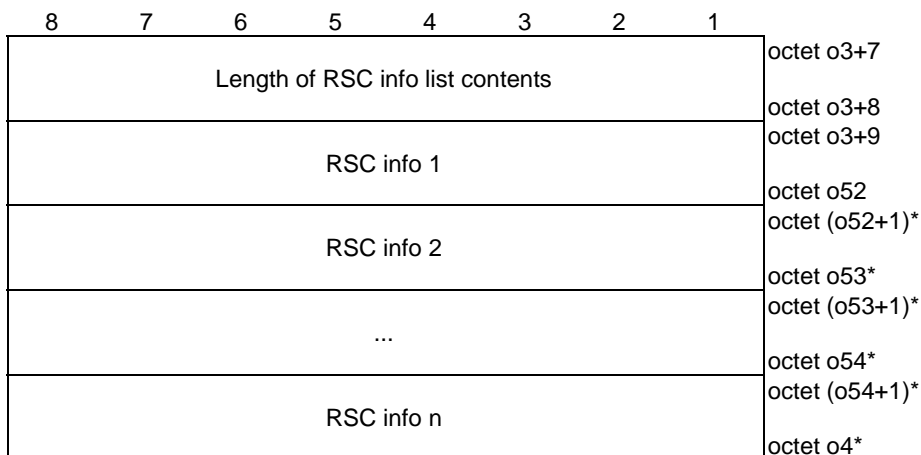 8 7 6 5 4 3 2 1
octet o3+7
Length of RSC info list contents
octet o3+8
octet o3+9
RSC info 1
octet o52
octet (o52+1)*
RSC info 2
octet o53*
octet (o53+1)*
...
octet o54*
octet (o54+1)*
RSC info n
octet o4*